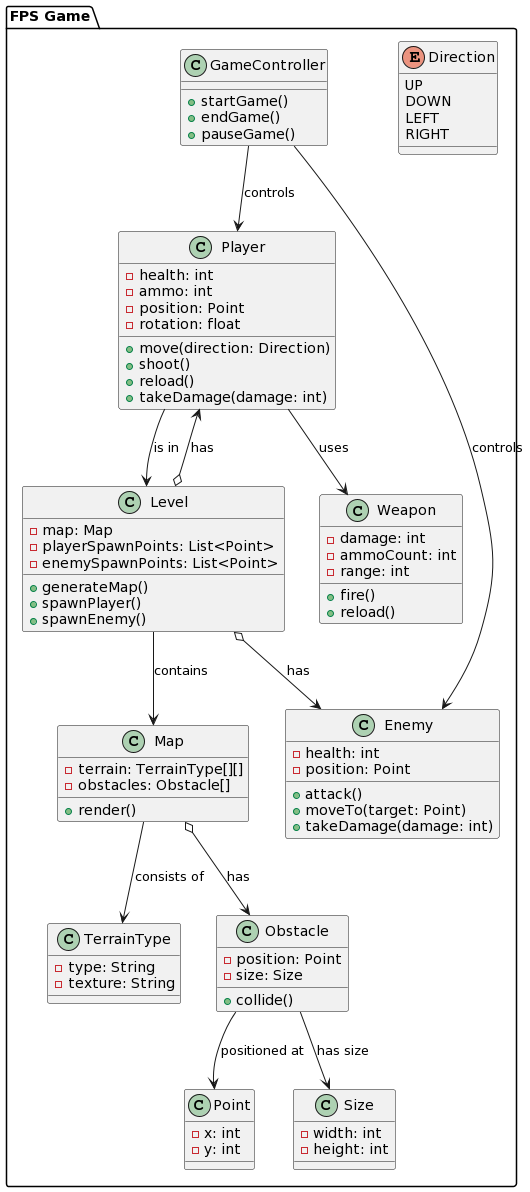 FPS Game
C GameController
startGame()
endGame()
pauseGame()
E Direction
UP
DOWN
LEFT
RIGHT
controls
C Player
health: int
ammo: int
position: Point
rotation: float
move(direction: Direction)
shoot()
reload()
takeDamage(damage: int)
is in
has
uses
controls
C Level
map: Map
playerSpawnPoints: List<Point>
enemySpawnPoints: List<Point>
generateMap()
spawnPlayer()
spawnEnemy()
C Weapon
damage: int
ammoCount: int
range: int
fire()
reload()
contains
has
C Map
terrain: TerrainType[][]
obstacles: Obstacle[]
render()
C Enemy
health: int
position: Point
attack()
moveTo(target: Point)
takeDamage(damage: int)
consists of
has
C TerrainType
type: String
texture: String
C Obstacle
position: Point
size: Size
collide()
positioned at
has size
C Point
x: int
y: int
C Size
width: int
height: int